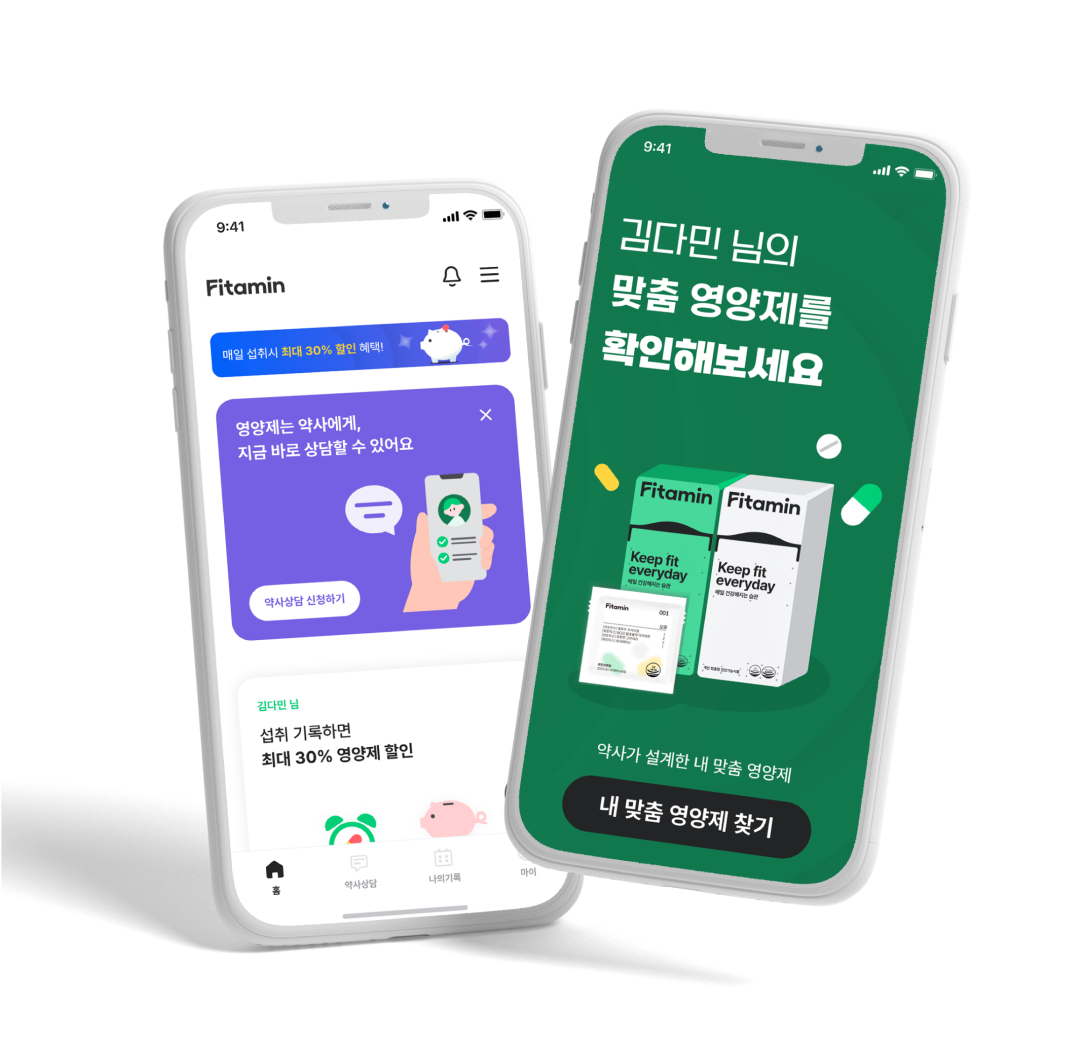 9:41
Fitamin
매일 섭취시 최대 30% 할인 혜택!
영양제는 약사에게,
지금 바로 상담할 수 있어요
약사상담 신청하기
김다민 님
섭취 기록하면
최대 30% 영양제 할인
홈
약사상담
나의기록
마이
9:41
김다민 님의
맞춤 영양제를
확인해보세요
Fitamin
Keep fit
everyday
매일 건강해지는 습관
Fitamin
Keep fit
everyday
매일 건강해지는 습관
Fitamin
001
약사가 설계한 내 맞춤 영양제
내 맞춤 영양제 찾기